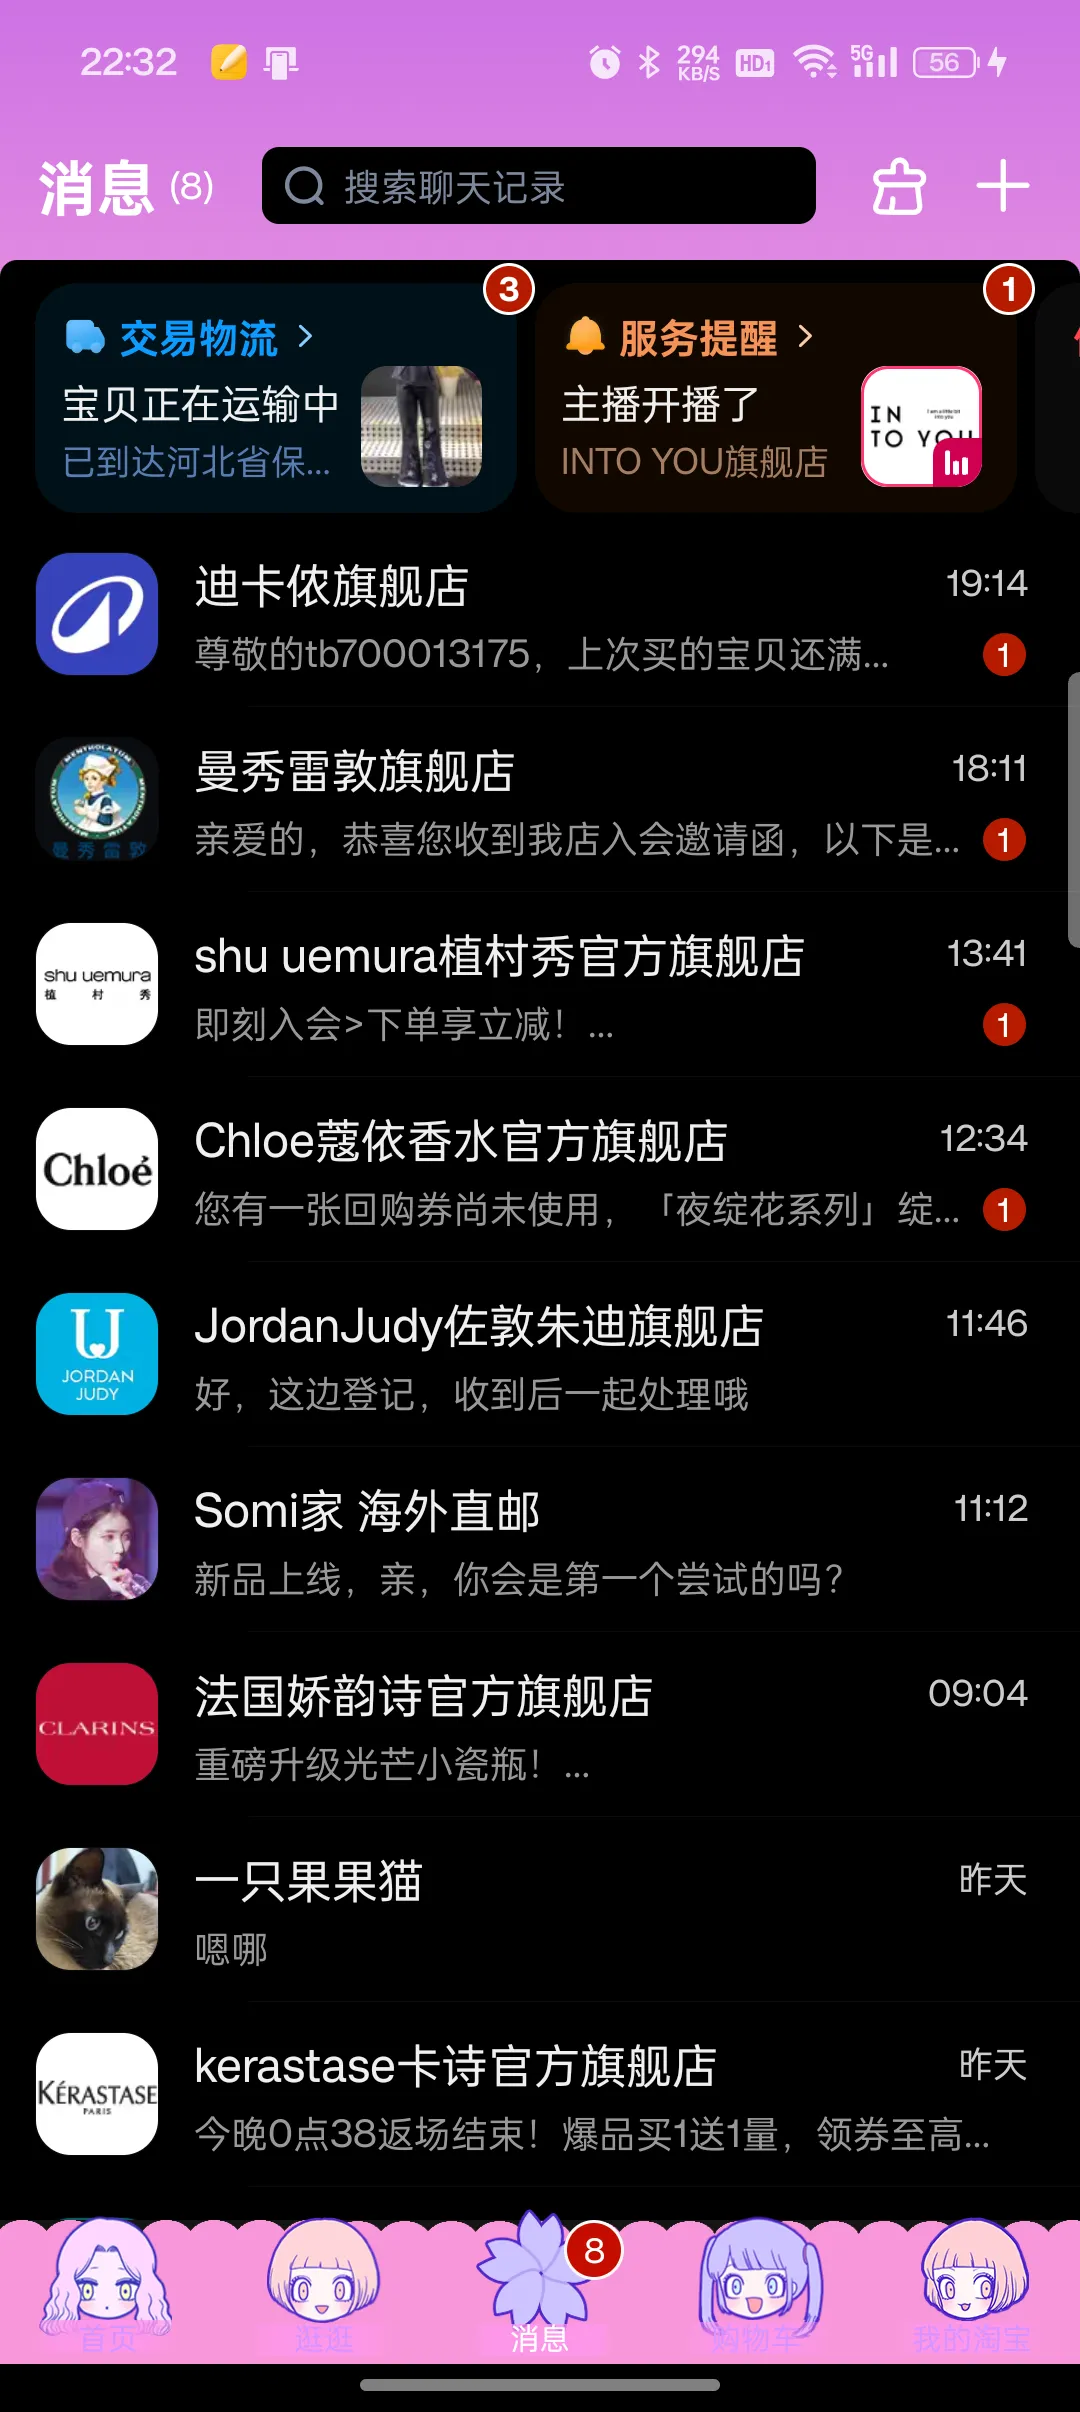 22:32
294 KB/S HD1 5G 56
消息 (8)
搜索聊天记录
3
1
交易物流
服务提醒
宝贝正在运输中
主播开播了
已到达河北省保...
INTO YOU旗舰店
IN
TO YOU
迪卡侬旗舰店
19:14
尊敬的tb700013175，上次买的宝贝还满...
1
MENTHOLATUM
曼秀雷敦
曼秀雷敦旗舰店
18:11
亲爱的，恭喜您收到我店入会邀请函，以下是...
1
shu uemura
植村秀
shu uemura植村秀官方旗舰店
13:41
即刻入会>下单享立减！...
1
Chloé
Chloe蔻依香水官方旗舰店
12:34
您有一张回购券尚未使用，「夜绽花系列」绽...
1
JORDAN
JUDY
JordanJudy佐敦朱迪旗舰店
11:46
好，这边登记，收到后一起处理哦
Somi家 海外直邮
11:12
新品上线，亲，你会是第一个尝试的吗？
CLARINS
法国娇韵诗官方旗舰店
09:04
重磅升级光芒小瓷瓶！...
一只果果猫
昨天
嗯哪
KÉRASTASE
PARIS
kerastase卡诗官方旗舰店
昨天
今晚0点38返场结束！爆品买1送1量，领券至高...
8
首页
逛逛
消息
购物车
我的淘宝